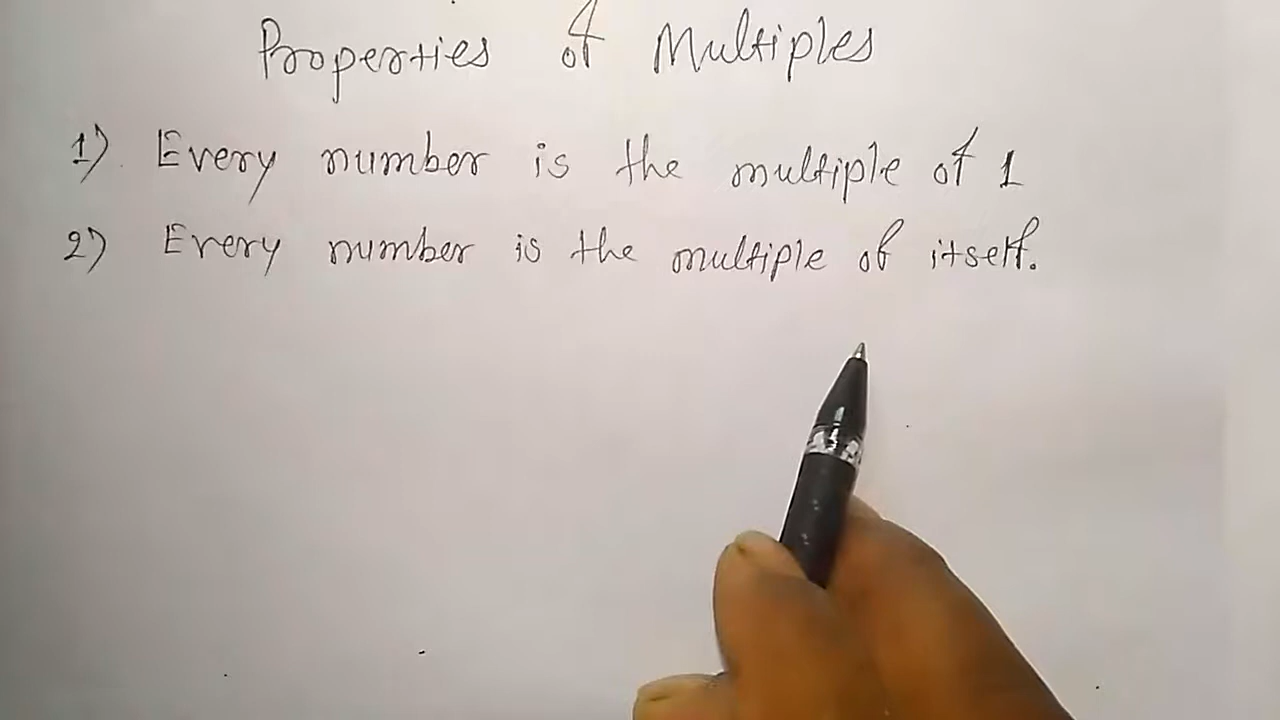 Properties of Multiples
1) Every number is the multiple of 1
2) Every number is the multiple of itself.